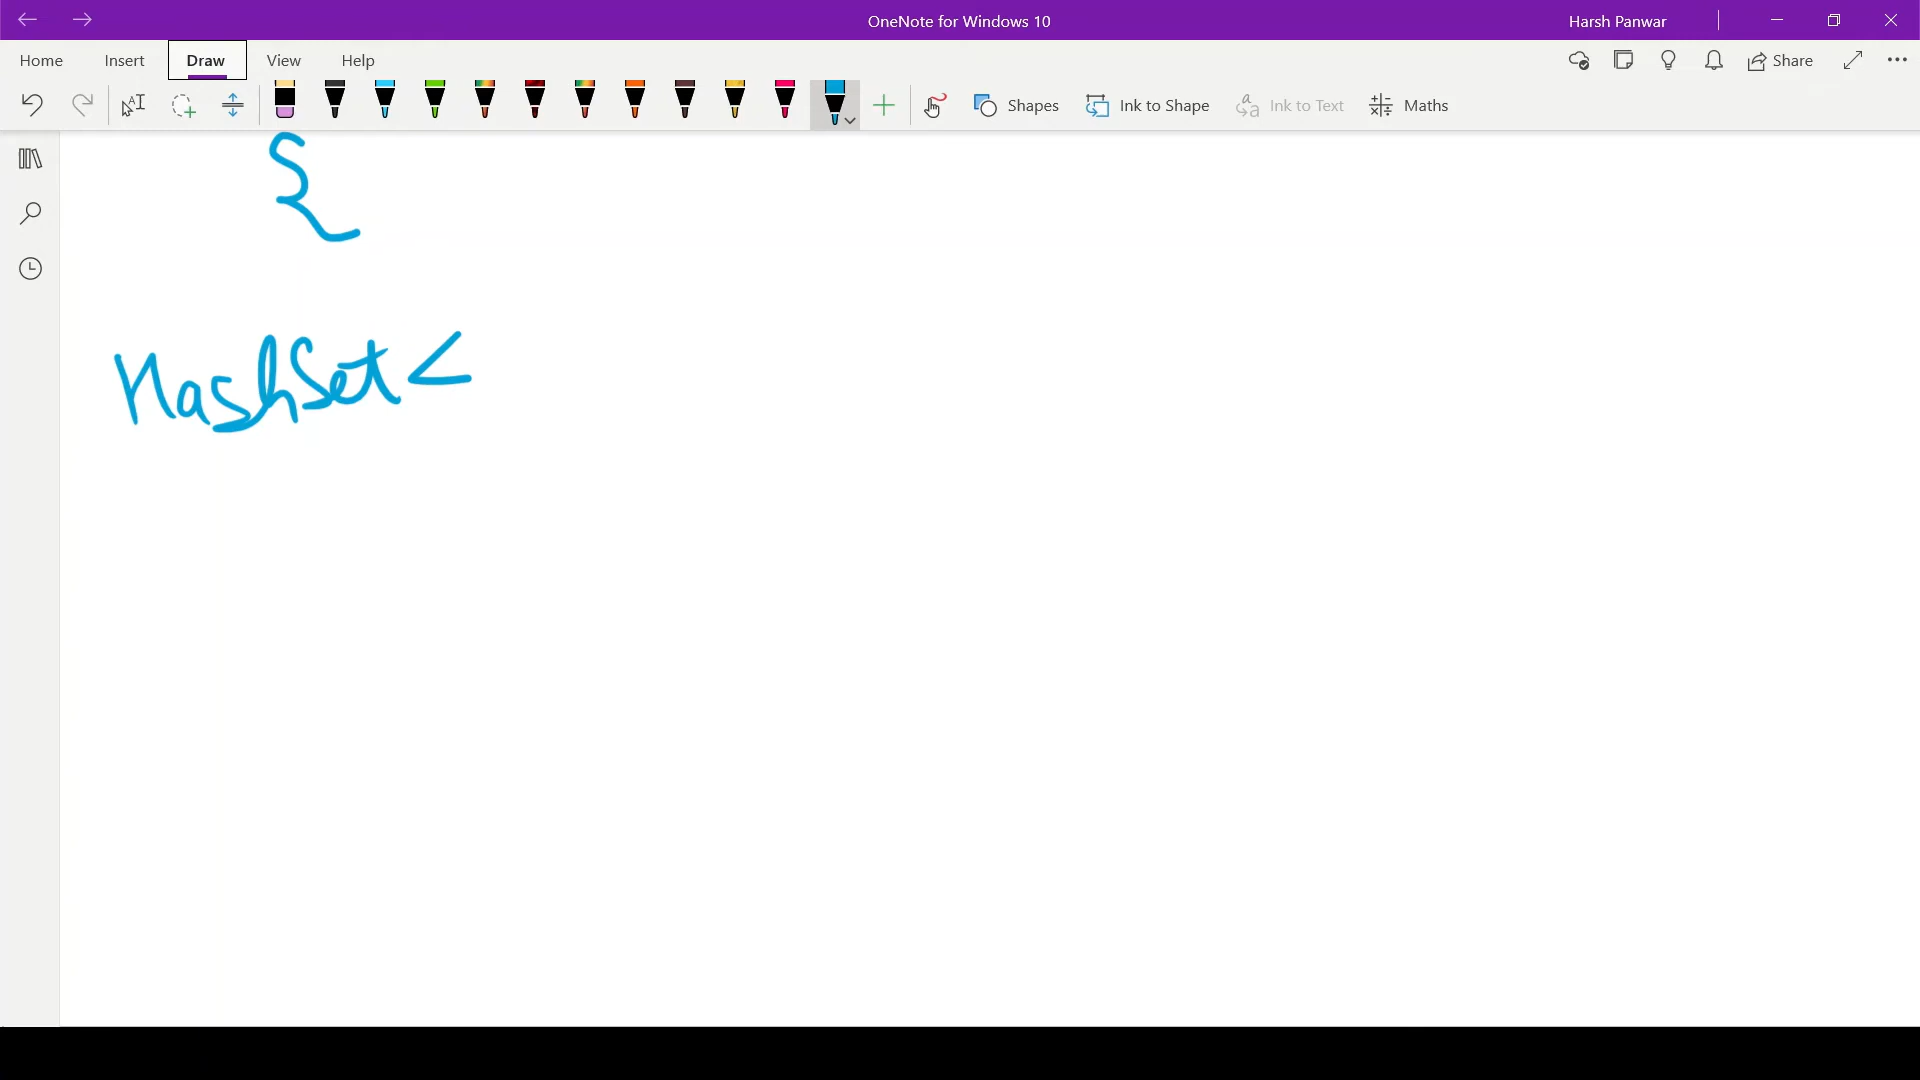 OneNote for Windows 10
Harsh Panwar
Home Insert Draw View Help
Share
Shapes Ink to Shape Ink to Text Maths
{
HashSet<